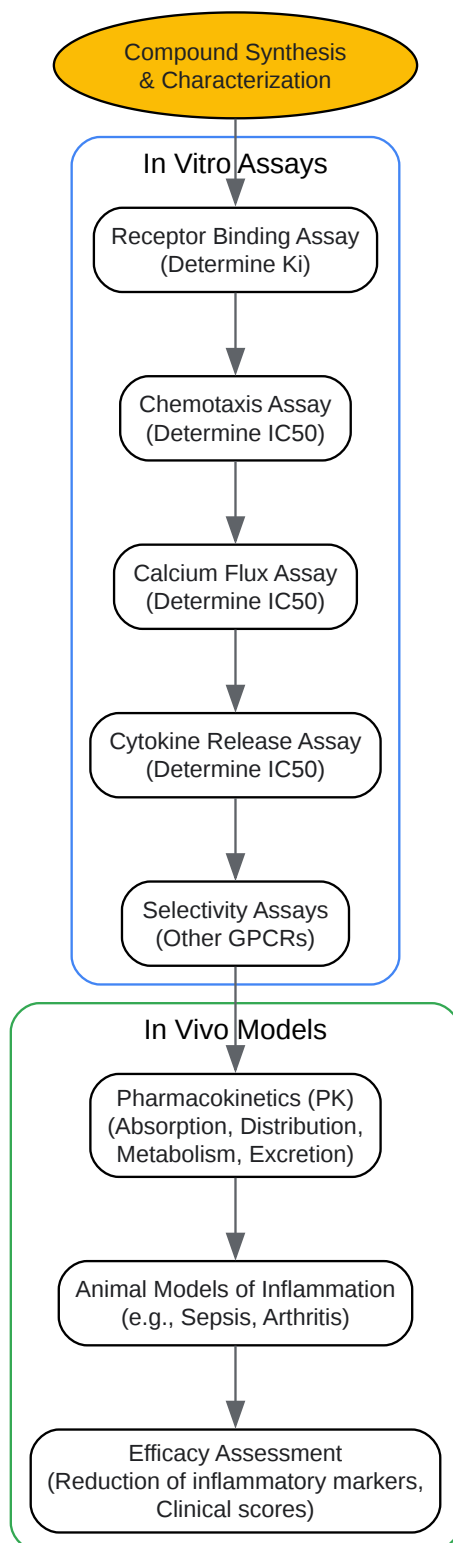 Compound Synthesis
& Characterization
In Vitro Assays
Receptor Binding Assay
(Determine Ki)
Chemotaxis Assay
(Determine IC50)
Calcium Flux Assay
(Determine IC50)
Cytokine Release Assay
(Determine IC50)
Selectivity Assays
(Other GPCRs)
In Vivo Models
Pharmacokinetics (PK)
(Absorption, Distribution,
Metabolism, Excretion)
Animal Models of Inflammation
(e.g., Sepsis, Arthritis)
Efficacy Assessment
(Reduction of inflammatory markers,
Clinical scores)